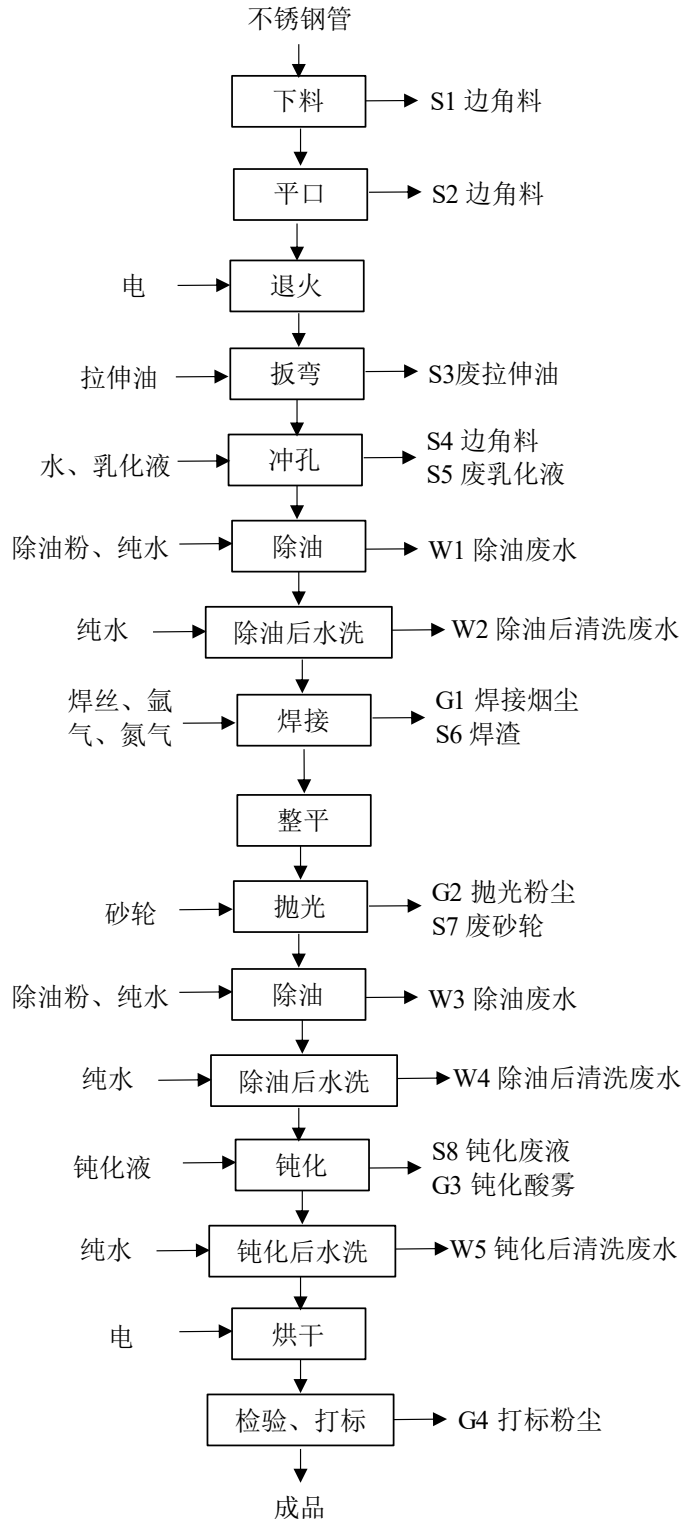 不锈钢管
下料
S1 边角料
平口
S2 边角料
电
退火
拉伸油
扳弯
S3废拉伸油
水、乳化液
冲孔
S4 边角料
S5 废乳化液
除油粉、纯水
除油
W1 除油废水
纯水
除油后水洗
W2 除油后清洗废水
焊丝、氩
气、氮气
焊接
G1 焊接烟尘
S6 焊渣
整平
砂轮
抛光
G2 抛光粉尘
S7 废砂轮
除油粉、纯水
除油
W3 除油废水
纯水
除油后水洗
W4 除油后清洗废水
钝化液
钝化
S8 钝化废液
G3 钝化酸雾
纯水
钝化后水洗
W5 钝化后清洗废水
电
烘干
检验、打标
G4 打标粉尘
成品